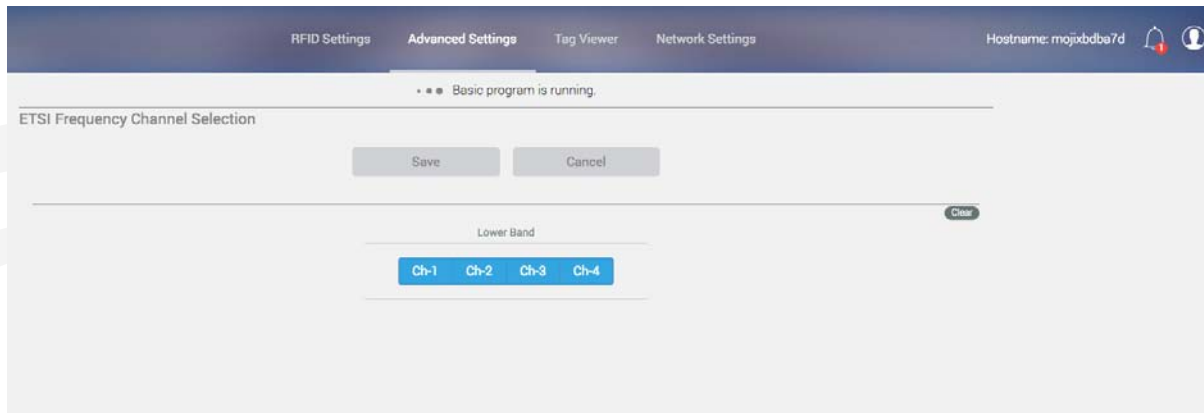 RFID Settings Advanced Settings Tag Viewer Network Settings Hostname: mojixbdba7d 1
Basic program is running.
ETSI Frequency Channel Selection
Save Cancel
Clear
Lower Band
Ch-1 Ch-2 Ch-3 Ch-4